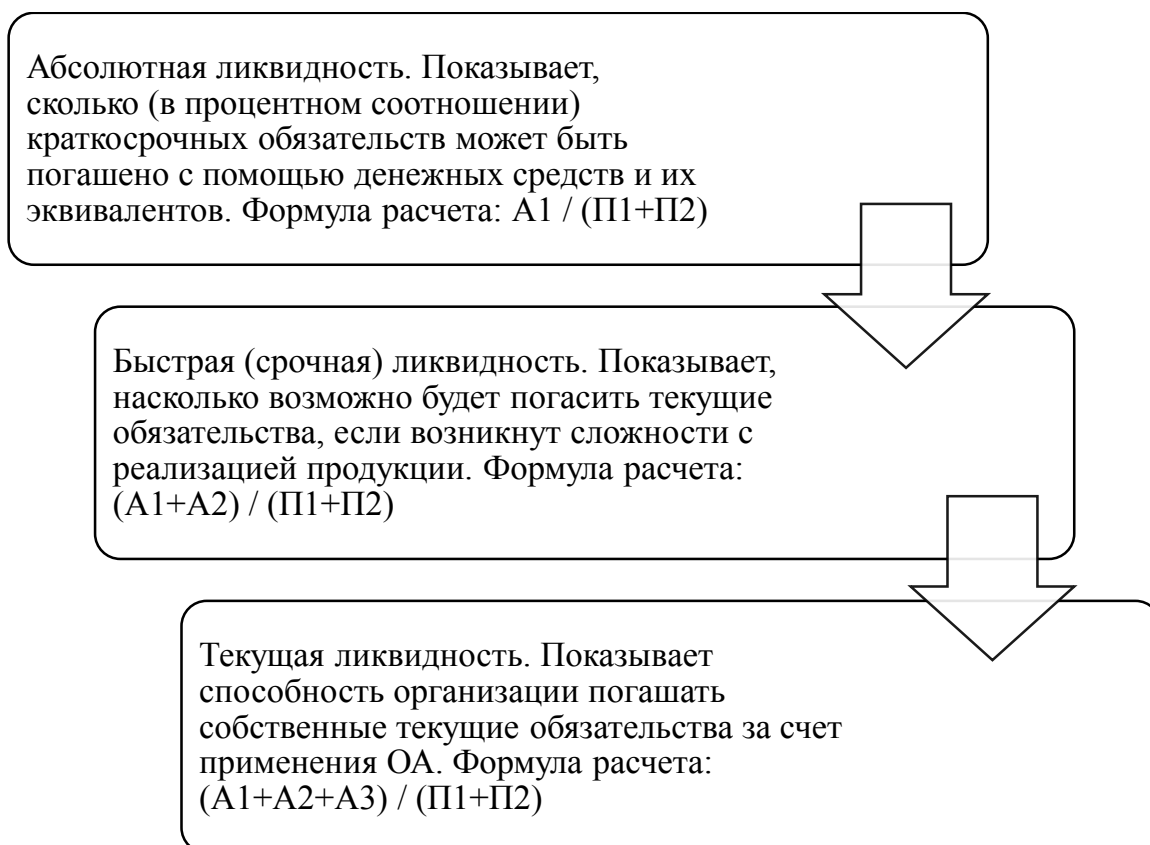 Абсолютная ликвидность. Показывает,
сколько (в процентном соотношении)
краткосрочных обязательств может быть
погашено с помощью денежных средств и их
эквивалентов. Формула расчета: А1 / (П1+П2)
Быстрая (срочная) ликвидность. Показывает,
насколько возможно будет погасить текущие
обязательства, если возникнут сложности с
реализацией продукции. Формула расчета:
(А1+А2) / (П1+П2)
Текущая ликвидность. Показывает
способность организации погашать
собственные текущие обязательства за счет
применения ОА. Формула расчета:
(А1+А2+А3) / (П1+П2)